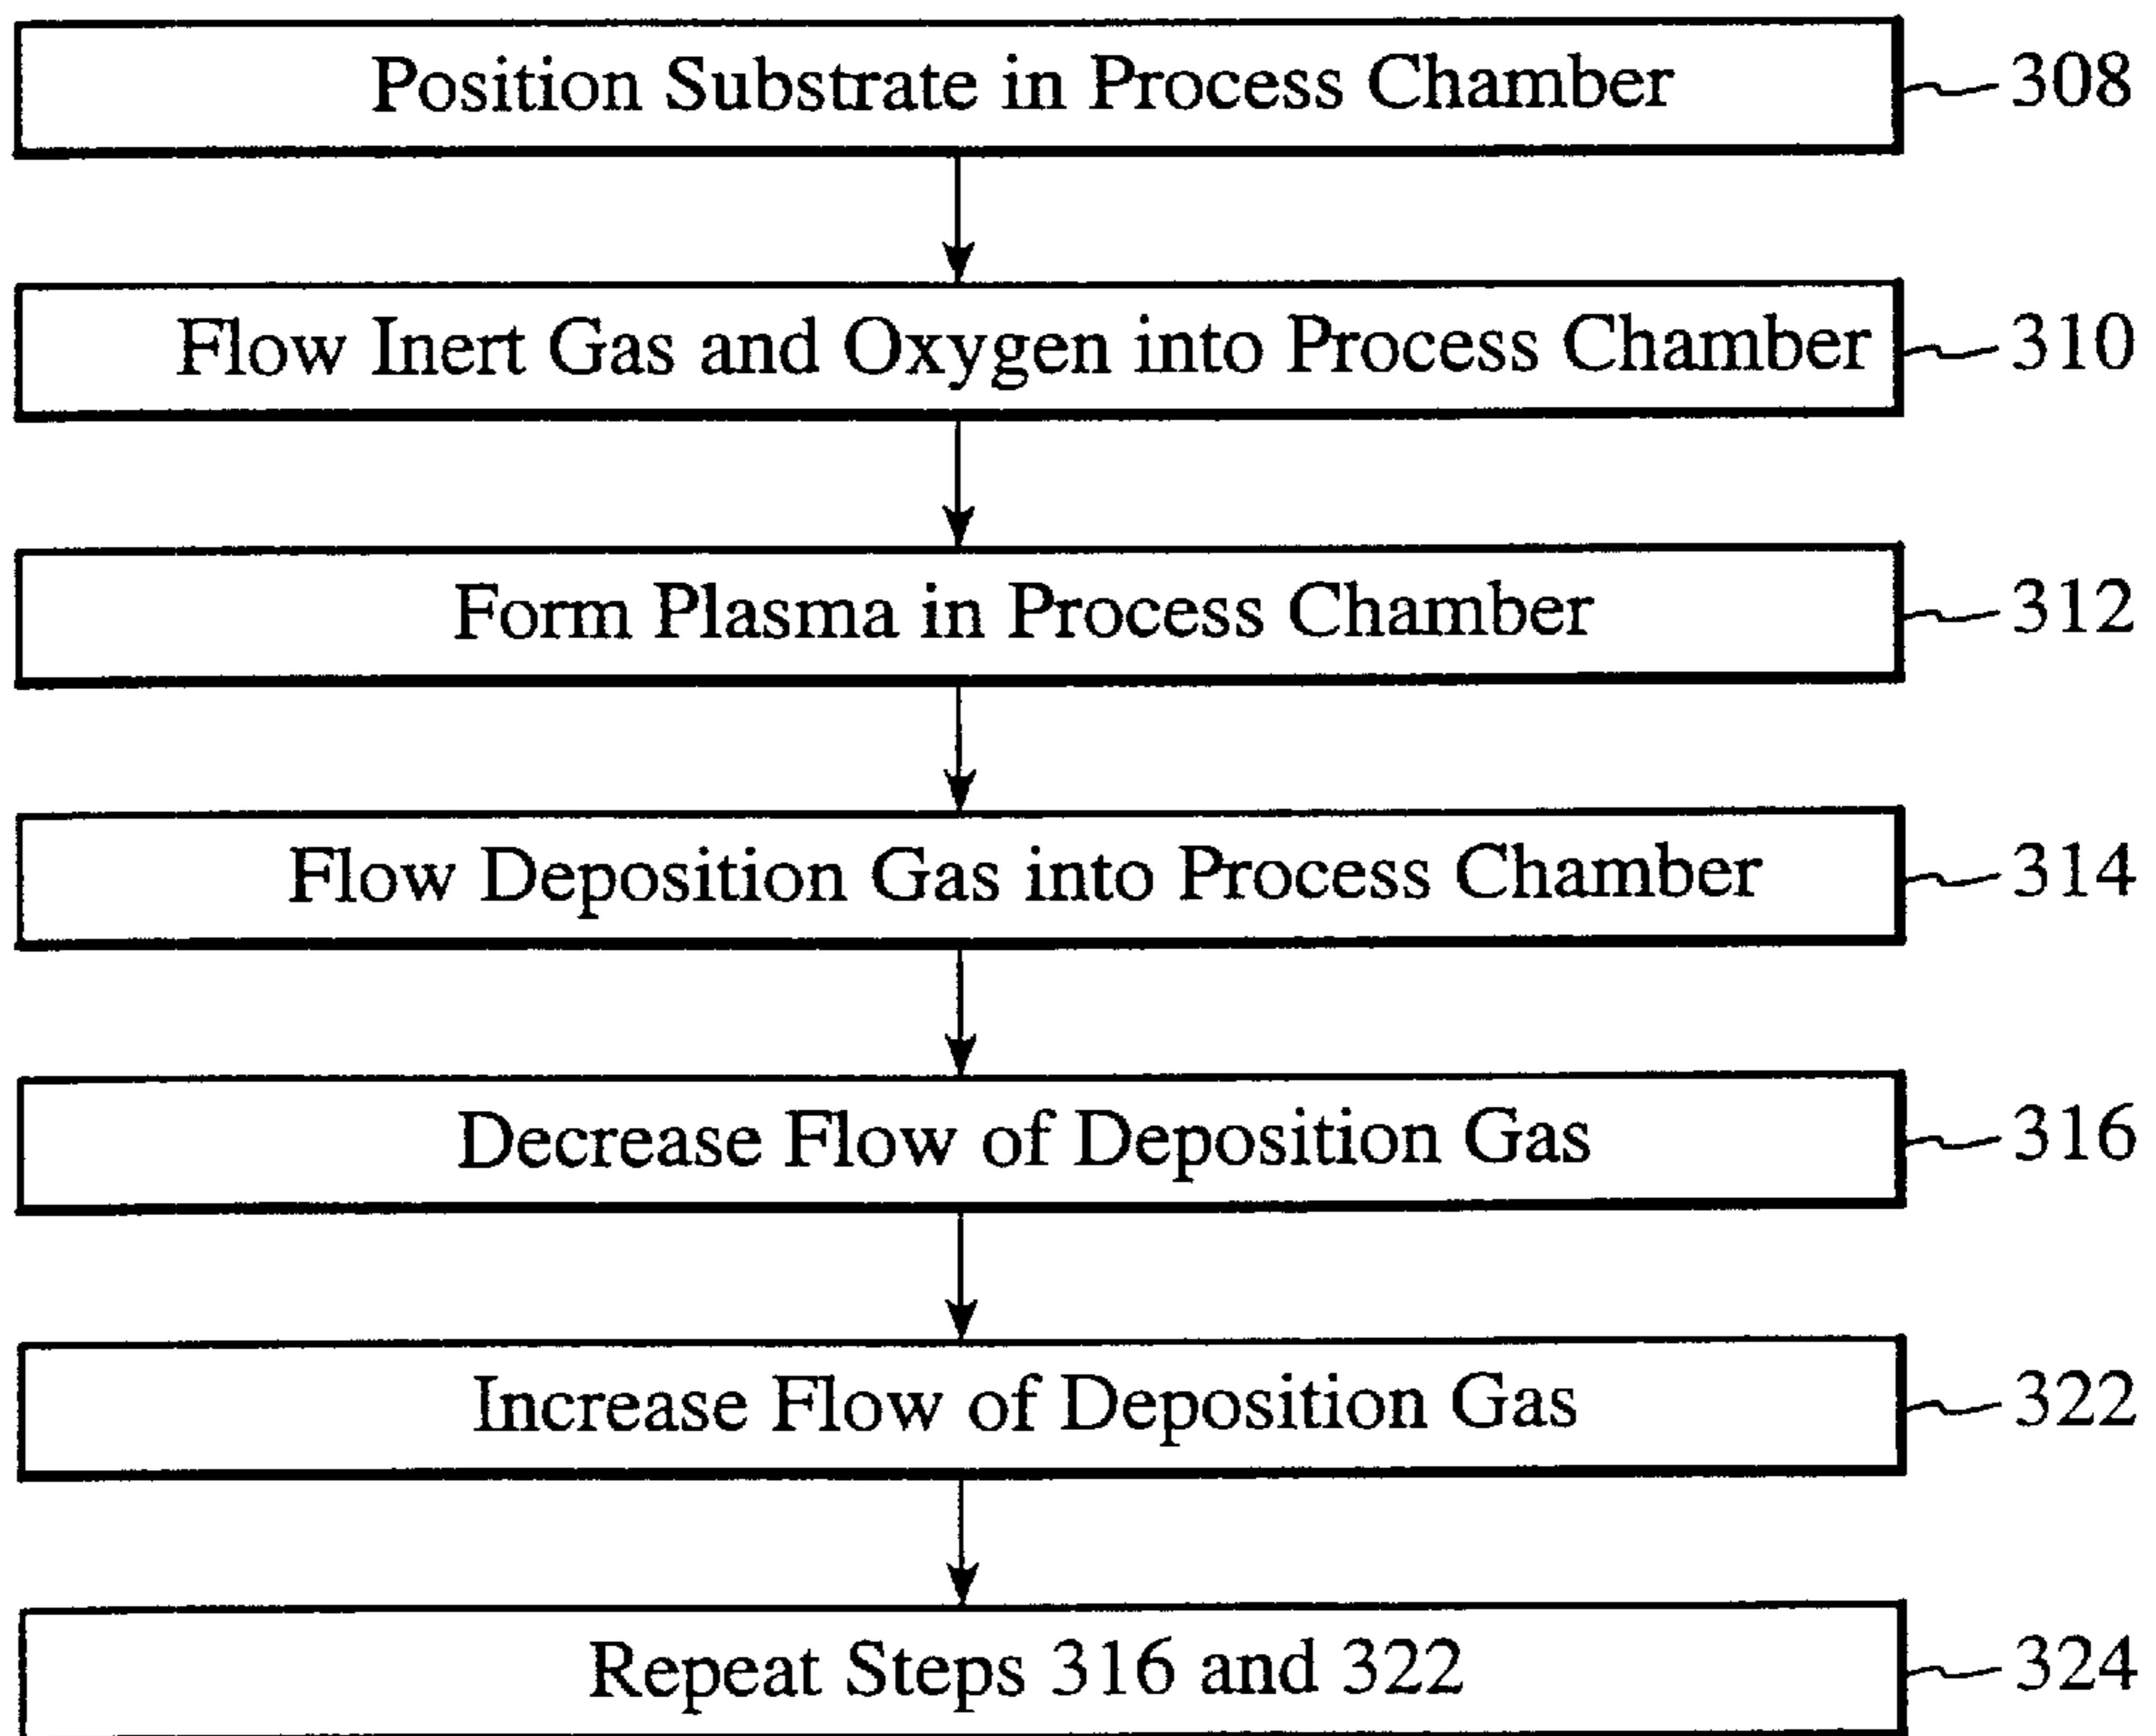 Position Substrate in Process Chamber 308
Flow Inert Gas and Oxygen into Process Chamber 310
Form Plasma in Process Chamber 312
Flow Deposition Gas into Process Chamber 314
Decrease Flow of Deposition Gas 316
Increase Flow of Deposition Gas 322
Repeat Steps 316 and 322 324